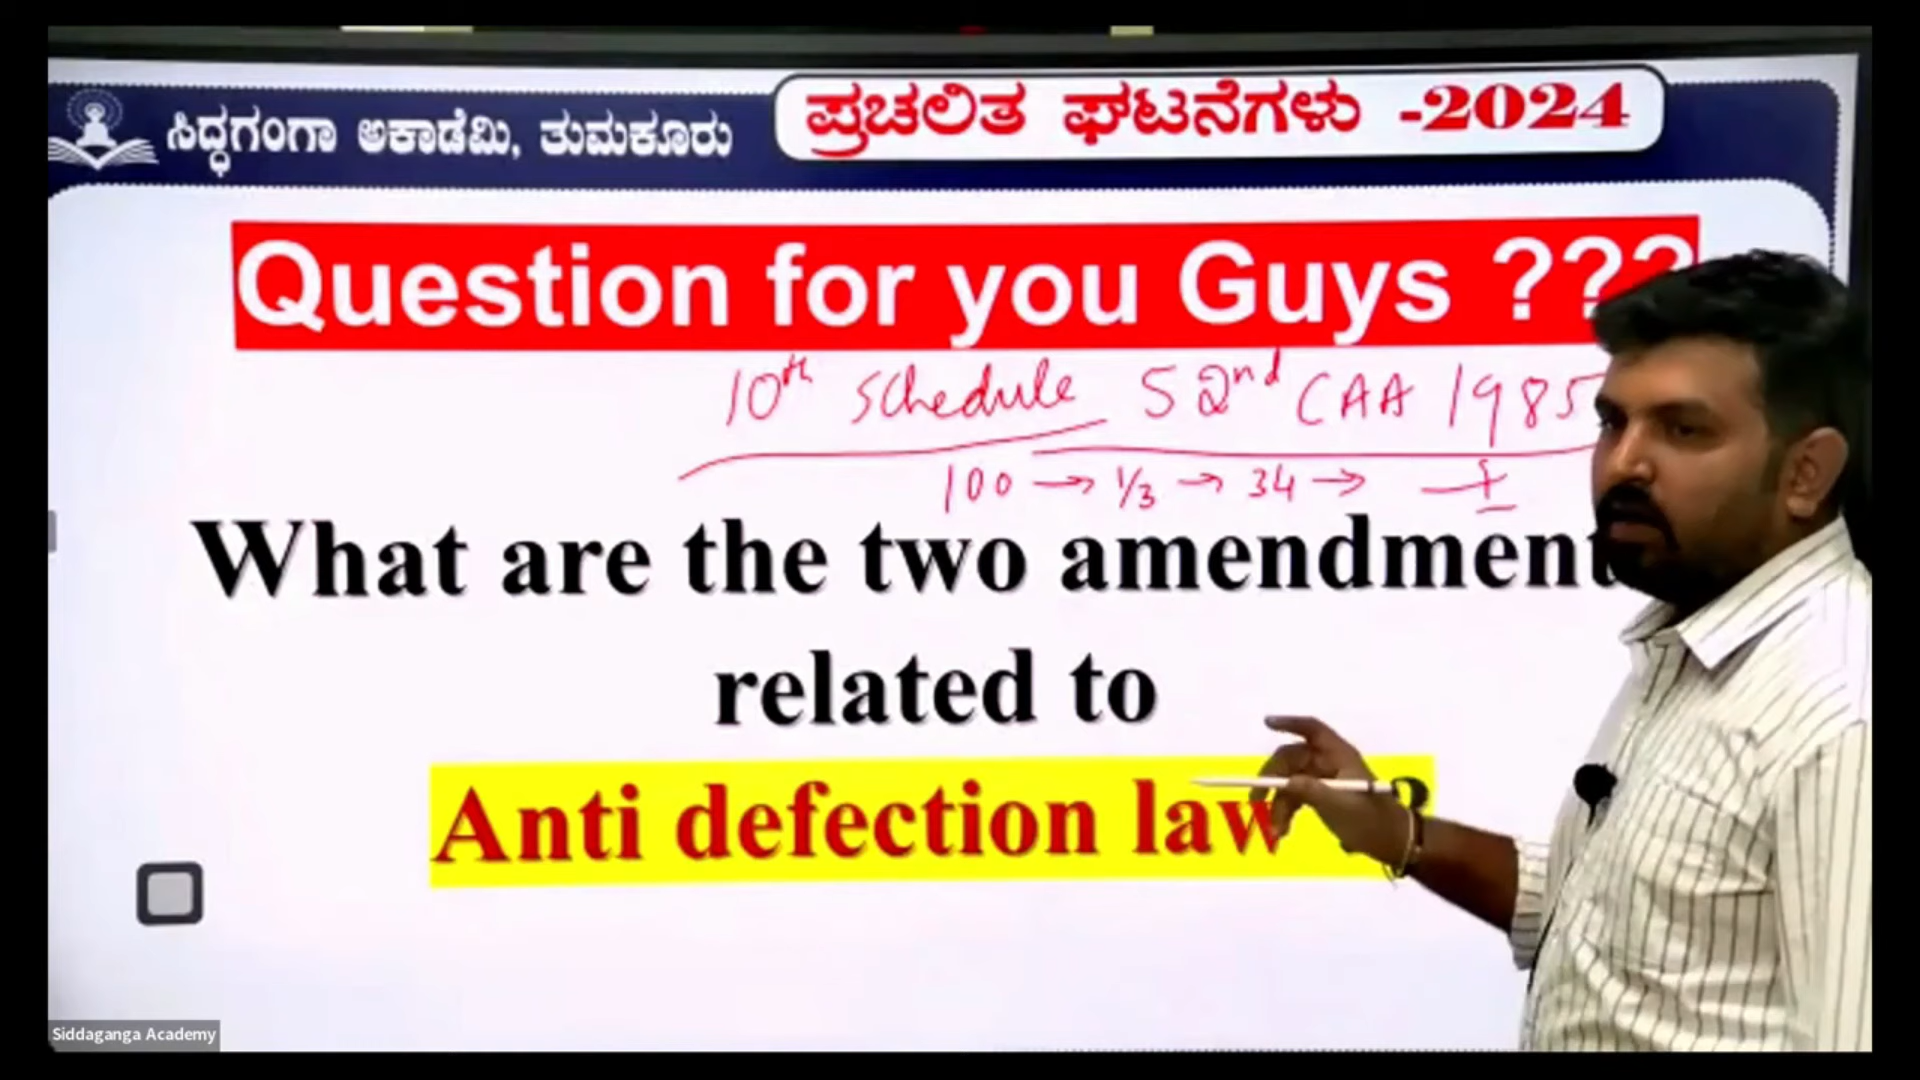 ಸಿದ್ಧಗಂಗಾ ಅಕಾಡೆಮಿ, ತುಮಕೂರು
ಪ್ರಚಲಿತ ಘಟನೆಗಳು -2024
Question for you Guys ???
10th Schedule 52nd CAA 1985
100 → 1/3 → 34 →
What are the two amendment
related to
Anti defection law ?
Siddaganga Academy